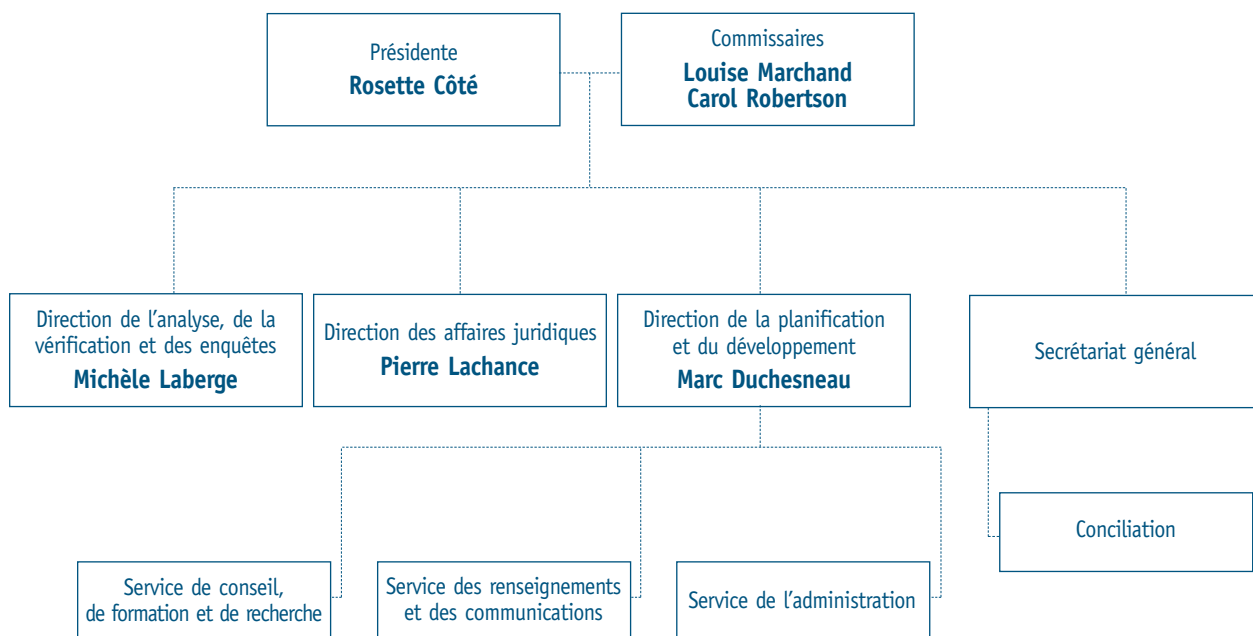 Présidente
Rosette Côté
Commissaires
Louise Marchand
Carol Robertson
Direction de l'analyse, de la
vérification et des enquêtes
Michèle Laberge
Direction des affaires juridiques
Pierre Lachance
Direction de la planification
et du développement
Marc Duchesneau
Secrétariat général
Conciliation
Service de conseil,
de formation et de recherche
Service des renseignements
et des communications
Service de l'administration